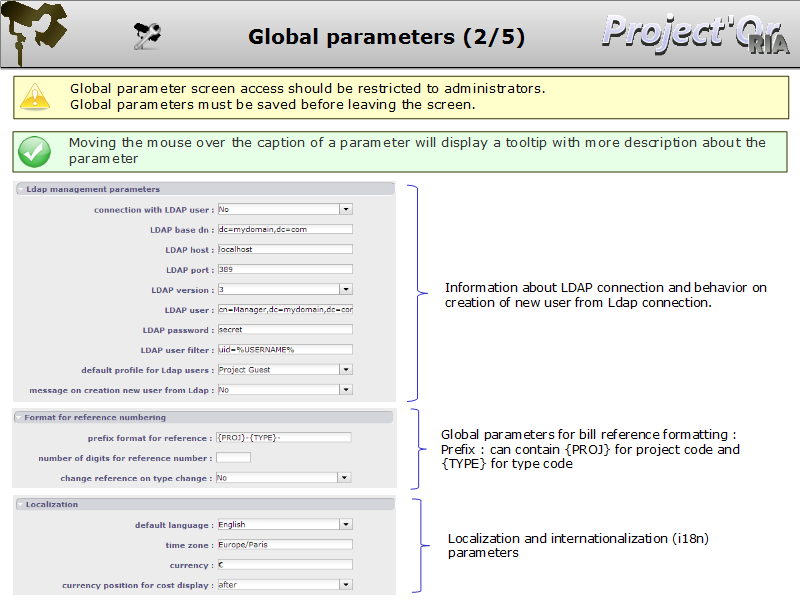 Global parameters (2/5)
Project'Or
RIA
Global parameter screen access should be restricted to administrators.
Global parameters must be saved before leaving the screen.
Moving the mouse over the caption of a parameter will display a tooltip with more description about the
parameter
Ldap management parameters
connection with LDAP user : No
LDAP base dn : dc=mydomain,dc=com
LDAP host : localhost
LDAP port : 389
LDAP version : 3
LDAP user : cn=Manager,dc=mydomain,dc=cor
LDAP password : secret
LDAP user filter : uid=%USERNAME%
default profile for Ldap users : Project Guest
message on creation new user from Ldap : No
Information about LDAP connection and behavior on
creation of new user from Ldap connection.
Format for reference numbering
prefix format for reference : {PROJ}-{TYPE}-
number of digits for reference number :
change reference on type change : No
Global parameters for bill reference formatting :
Prefix : can contain {PROJ} for project code and
{TYPE} for type code
Localization
default language : English
time zone : Europe/Paris
currency : €
currency position for cost display : after
Localization and internationalization (i18n)
parameters